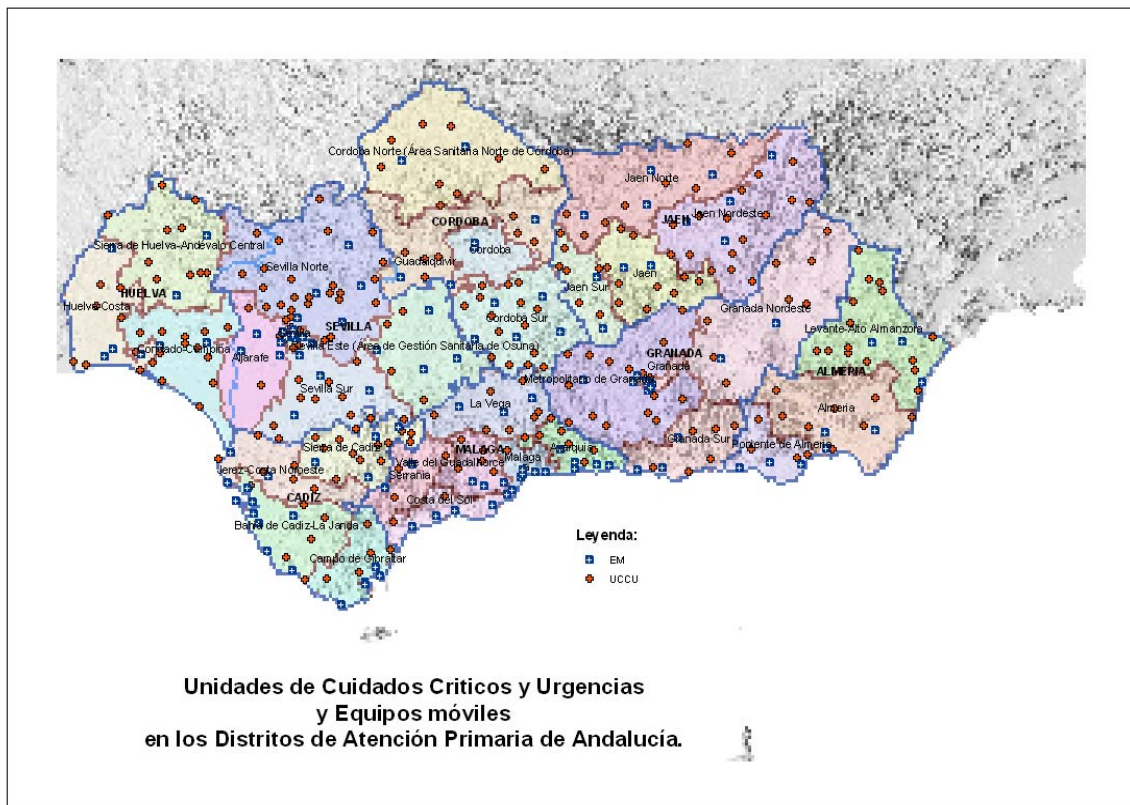 Cordoba Norte (Área Sanitaria Norte de Córdoba)
Jaen Norte
CORDOBA
JAEN
Jaen Nordeste
Sierra de Huelva-Andévalo Central
Sevilla Norte
Guadalquivir
Cordoba
Jaen
Jaen Sur
HUELVA
Huelva-Costa
Granada Nordeste
Levante-Alto Almanzora
Cordoba Sur
SEVILLA
Sevilla Este (Área de Gestión Sanitaria de Osuna)
Condado-Campiña
Aljarafe
GRANADA
Granada
Metropolitano de Granada
ALMERIA
Sevilla Sur
La Vega
Almeria
Granada Sur
Poniente de Almeria
Sierra de Cadiz
MALAGA
Malaga
Axarquia
Valle del Guadalhorce
Jerez-Costa Noroeste
Serrania
CADIZ
Costa del Sol
Bahia de Cadiz-La Janda
Campo de Gibraltar
Leyenda:
EM
UCCU
Unidades de Cuidados Criticos y Urgencias
y Equipos móviles
en los Distritos de Atención Primaria de Andalucía.